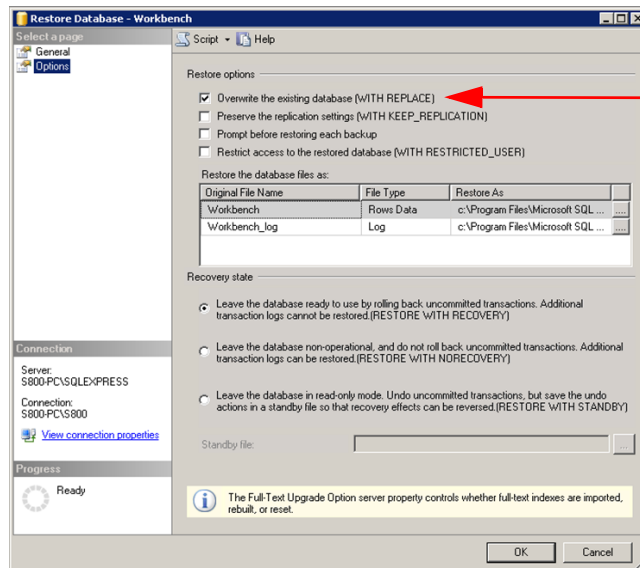 Restore Database - Workbench
Select a page
General
Options
Script
Help
Restore options
Overwrite the existing database (WITH REPLACE)
Preserve the replication settings (WITH KEEP_REPLICATION)
Prompt before restoring each backup
Restrict access to the restored database (WITH RESTRICTED_USER)
Restore the database files as:
Original File Name File Type Restore As
Workbench Rows Data c:\Program Files\Microsoft SQL ... ...
Workbench_log Log c:\Program Files\Microsoft SQL ... ...
Recovery state
Leave the database ready to use by rolling back uncommitted transactions. Additional
transaction logs cannot be restored.(RESTORE WITH RECOVERY)
Leave the database non-operational, and do not roll back uncommitted transactions. Additional
transaction logs can be restored.(RESTORE WITH NORECOVERY)
Leave the database in read-only mode. Undo uncommitted transactions, but save the undo
actions in a standby file so that recovery effects can be reversed.(RESTORE WITH STANDBY)
Standby file:
...
Connection
Server:
S800-PC\SQLEXPRESS
Connection:
S800-PC\S800
View connection properties
Progress
Ready
The Full-Text Upgrade Option server property controls whether full-text indexes are imported,
rebuilt, or reset.
OK
Cancel